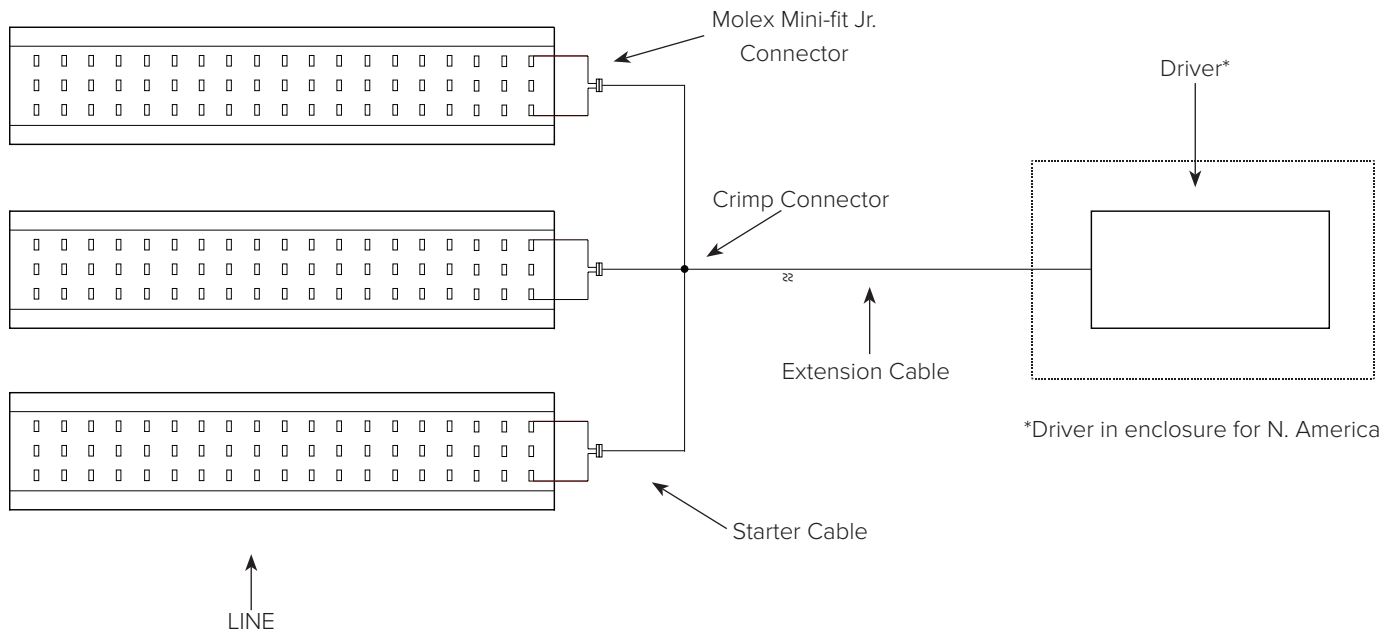 Molex Mini-fit Jr.
Connector
Driver*
Crimp Connector
Extension Cable
*Driver in enclosure for N. America
Starter Cable
LINE